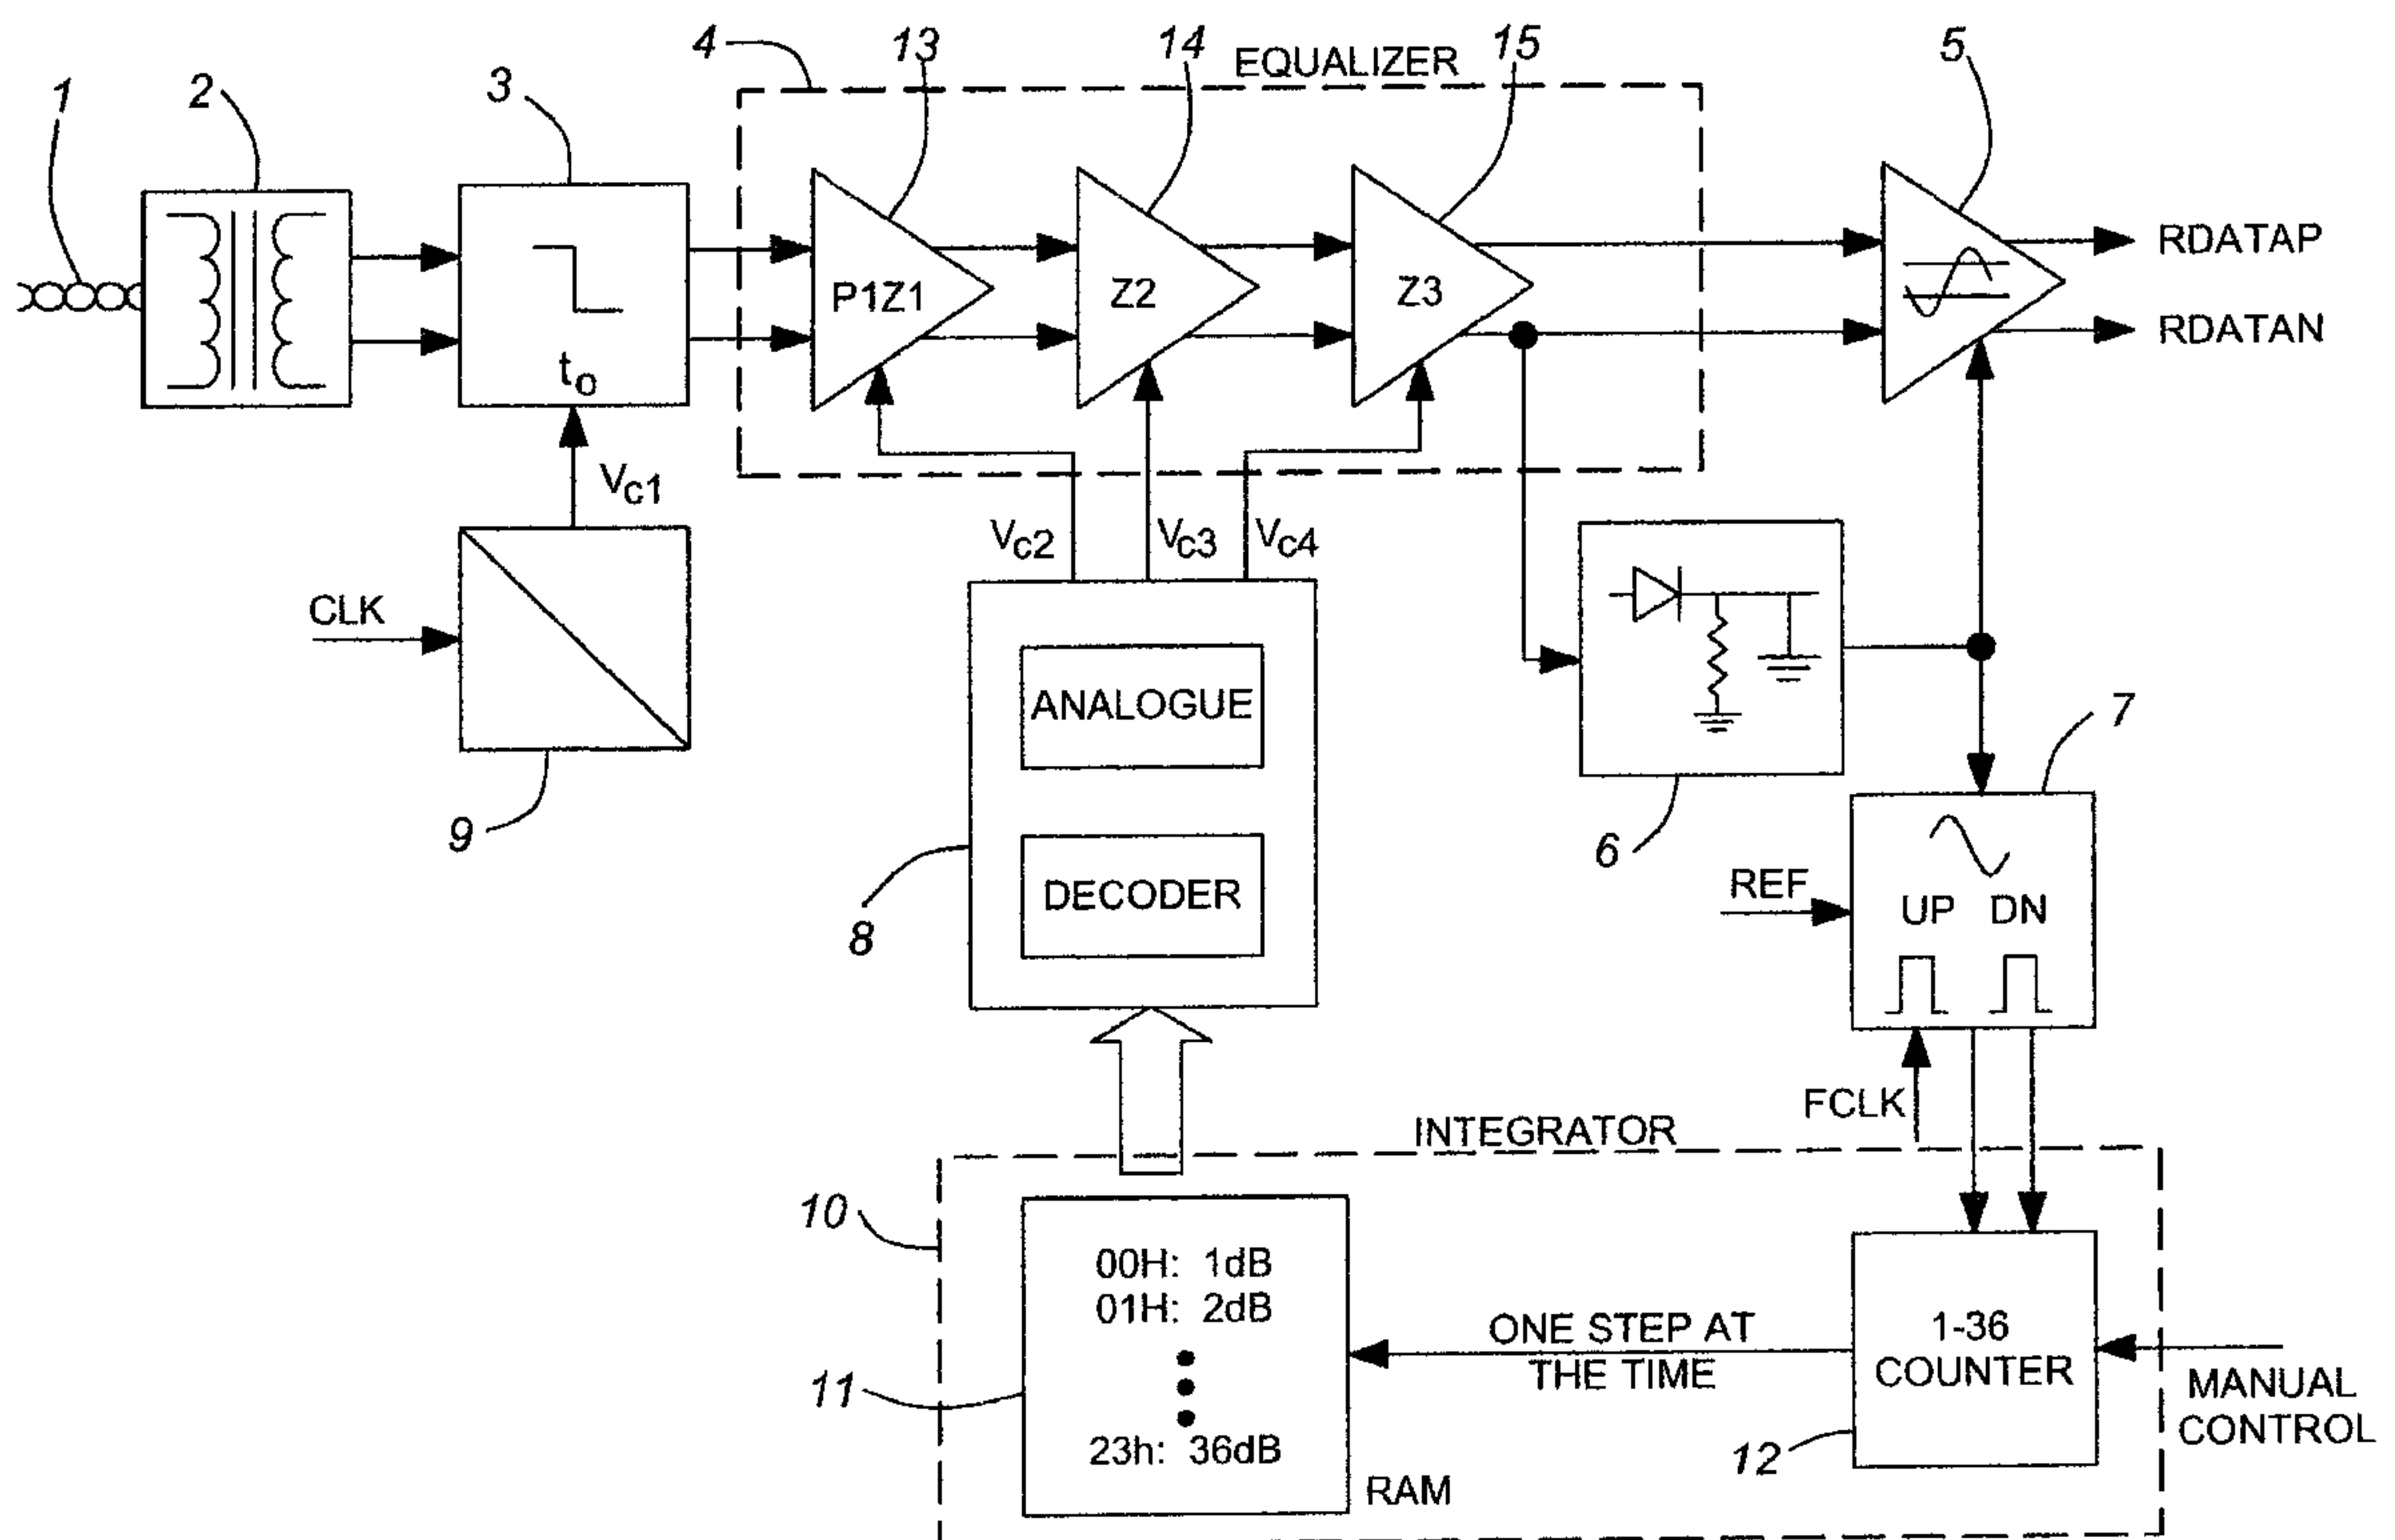 1
2
3
4
13
14
EQUALIZER
15
5
P1Z1
Z2
Z3
RDATAP
RDATAN
to
Vc1
Vc2
Vc3
Vc4
CLK
9
ANALOGUE
DECODER
8
6
7
REF
UP DN
FCLK
INTEGRATOR
10
00H: 1dB
01H: 2dB
23h: 36dB
11
RAM
ONE STEP AT
THE TIME
1-36
COUNTER
12
MANUAL
CONTROL